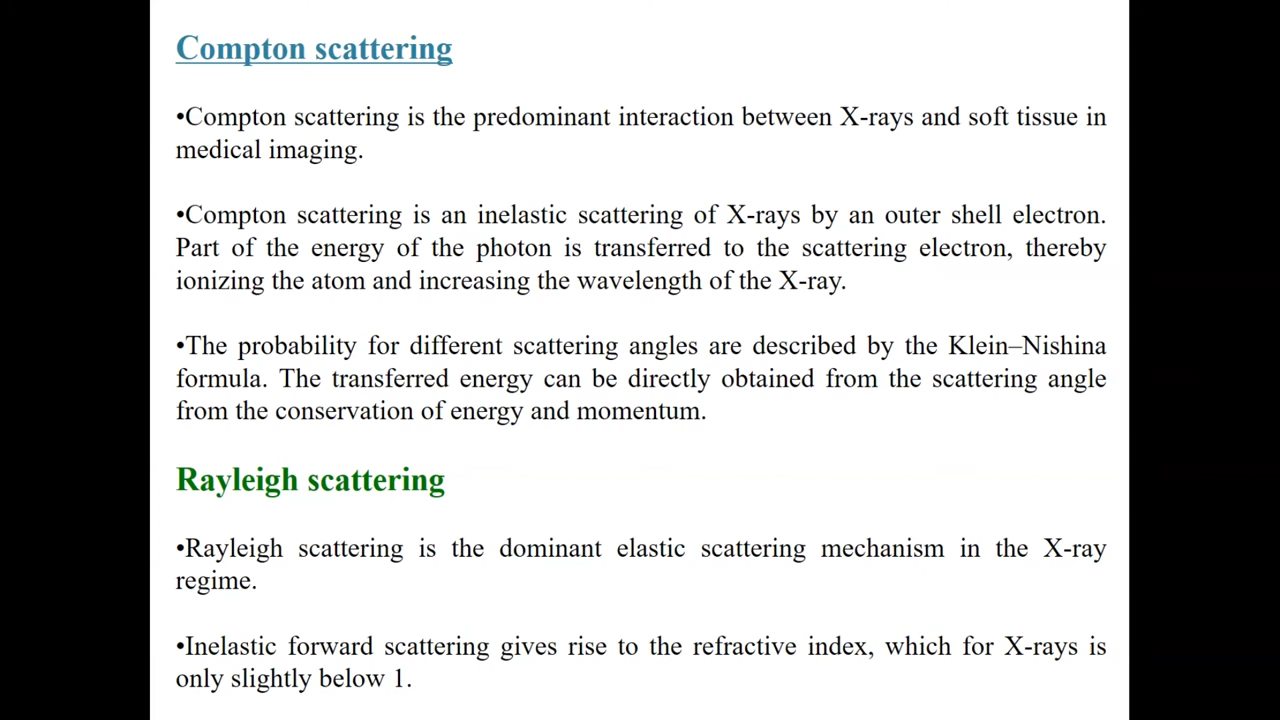 Compton scattering
•Compton scattering is the predominant interaction between X-rays and soft tissue in
medical imaging.
•Compton scattering is an inelastic scattering of X-rays by an outer shell electron.
Part of the energy of the photon is transferred to the scattering electron, thereby
ionizing the atom and increasing the wavelength of the X-ray.
•The probability for different scattering angles are described by the Klein–Nishina
formula. The transferred energy can be directly obtained from the scattering angle
from the conservation of energy and momentum.
Rayleigh scattering
•Rayleigh scattering is the dominant elastic scattering mechanism in the X-ray
regime.
•Inelastic forward scattering gives rise to the refractive index, which for X-rays is
only slightly below 1.